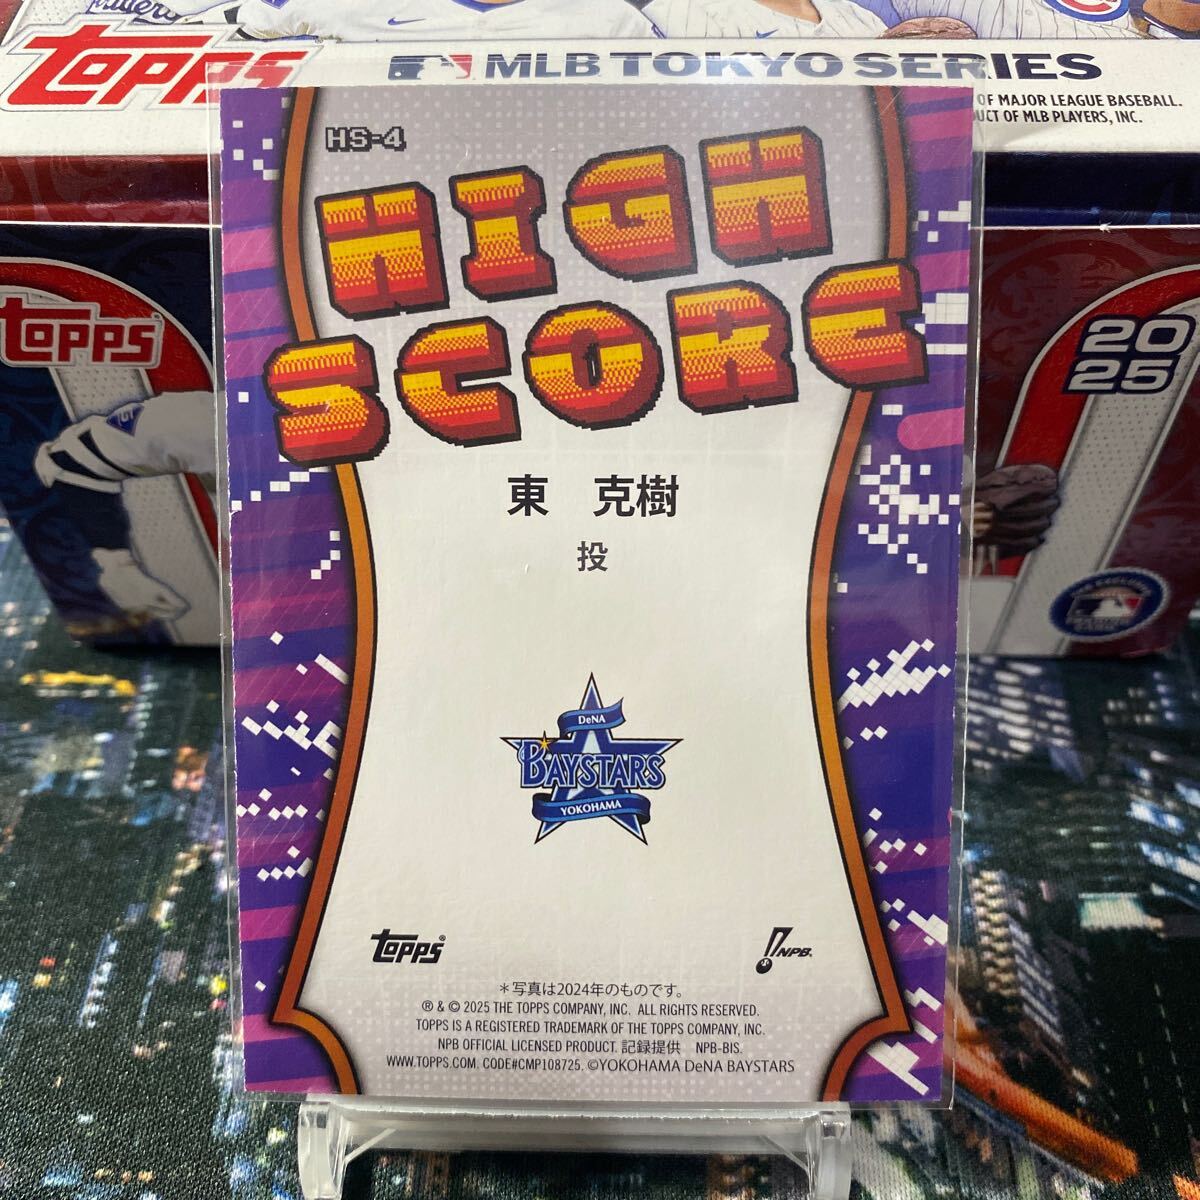 TOPPS
MLB TOKYO SERIES
OF MAJOR LEAGUE BASEBALL.
UCT OF MLB PLAYERS, INC.
TOPPS
20
25
HS-4
HIGH
SCORE
東 克樹
投
DeNA
BAYSTARS
YOKOHAMA
TOPPS®
NPB.
＊写真は2024年のものです。
® & © 2025 THE TOPPS COMPANY, INC. ALL RIGHTS RESERVED.
TOPPS IS A REGISTERED TRADEMARK OF THE TOPPS COMPANY, INC.
NPB OFFICIAL LICENSED PRODUCT. 記録提供 NPB-BIS.
WWW.TOPPS.COM. CODE#CMP108725. ©YOKOHAMA DeNA BAYSTARS